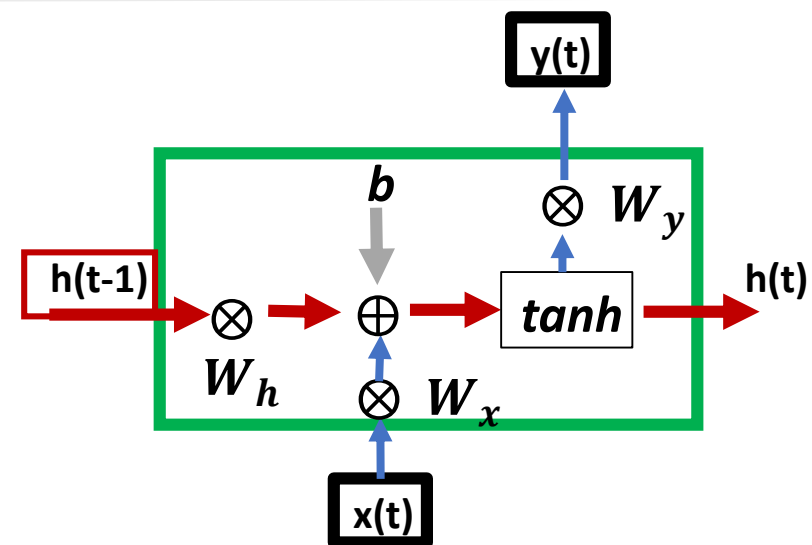 y(t)
b
W_y
h(t-1)
h(t)
tanh
W_h
W_x
x(t)